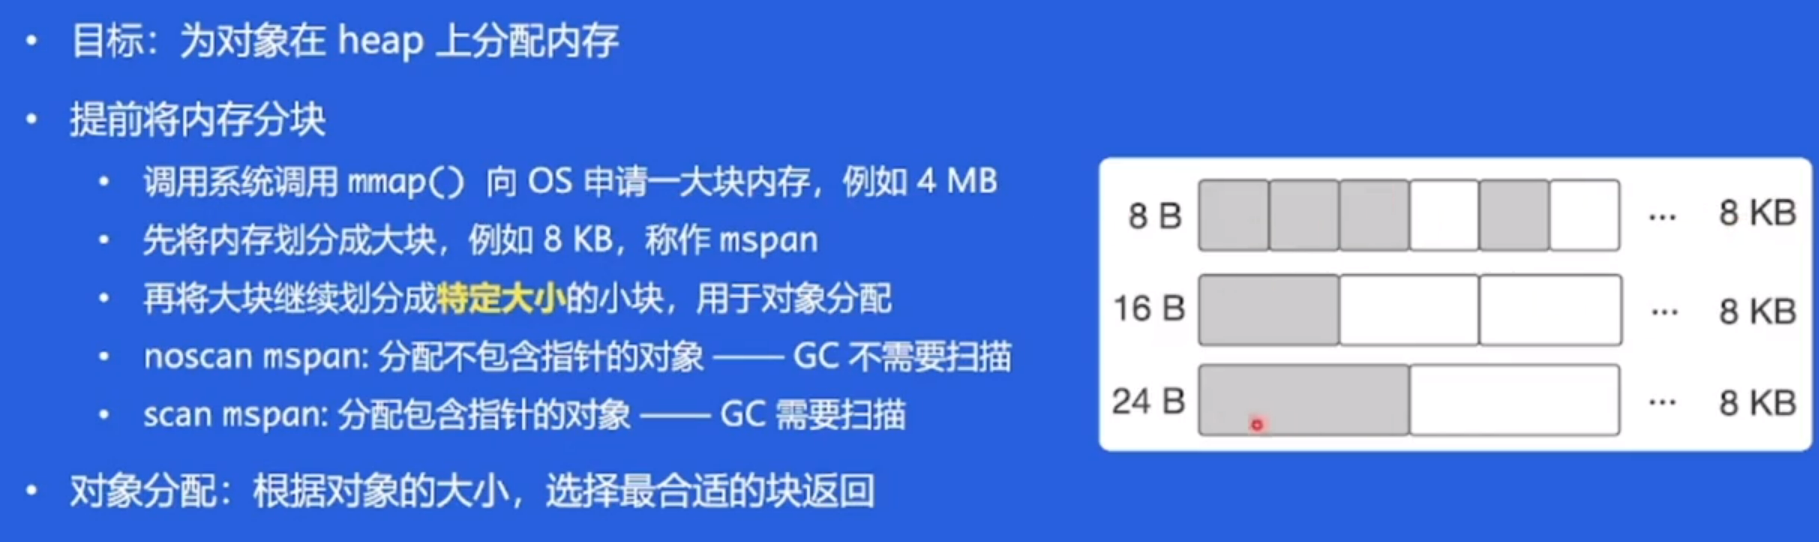 • 目标：为对象在 heap 上分配内存
• 提前将内存分块
• 调用系统调用 mmap() 向 OS 申请一大块内存，例如 4 MB
• 先将内存划分成大块，例如 8 KB，称作 mspan
• 再将大块继续划分成特定大小的小块，用于对象分配
• noscan mspan: 分配不包含指针的对象 —— GC 不需要扫描
• scan mspan: 分配包含指针的对象 —— GC 需要扫描
• 对象分配：根据对象的大小，选择最合适的块返回
8 B ... 8 KB
16 B ... 8 KB
24 B ... 8 KB